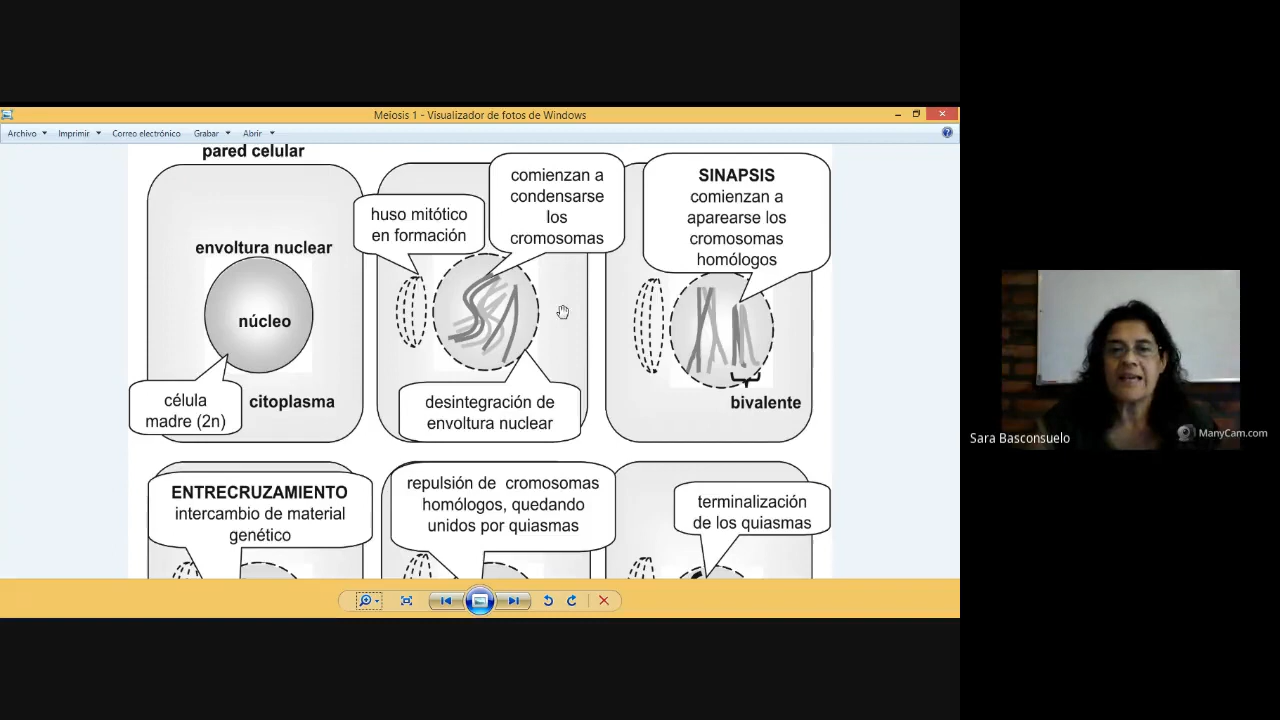 Meiosis 1 - Visualizador de fotos de Windows
Archivo Imprimir Correo electrónico Grabar Abrir
pared celular
envoltura nuclear
núcleo
célula
madre (2n)
citoplasma
huso mitótico
en formación
comienzan a
condensarse
los
cromosomas
desintegración de
envoltura nuclear
SINAPSIS
comienzan a
aparearse los
cromosomas
homólogos
bivalente
ENTRECRUZAMIENTO
intercambio de material
genético
repulsión de cromosomas
homólogos, quedando
unidos por quiasmas
terminalización
de los quiasmas
Sara Basconsuelo
ManyCam.com